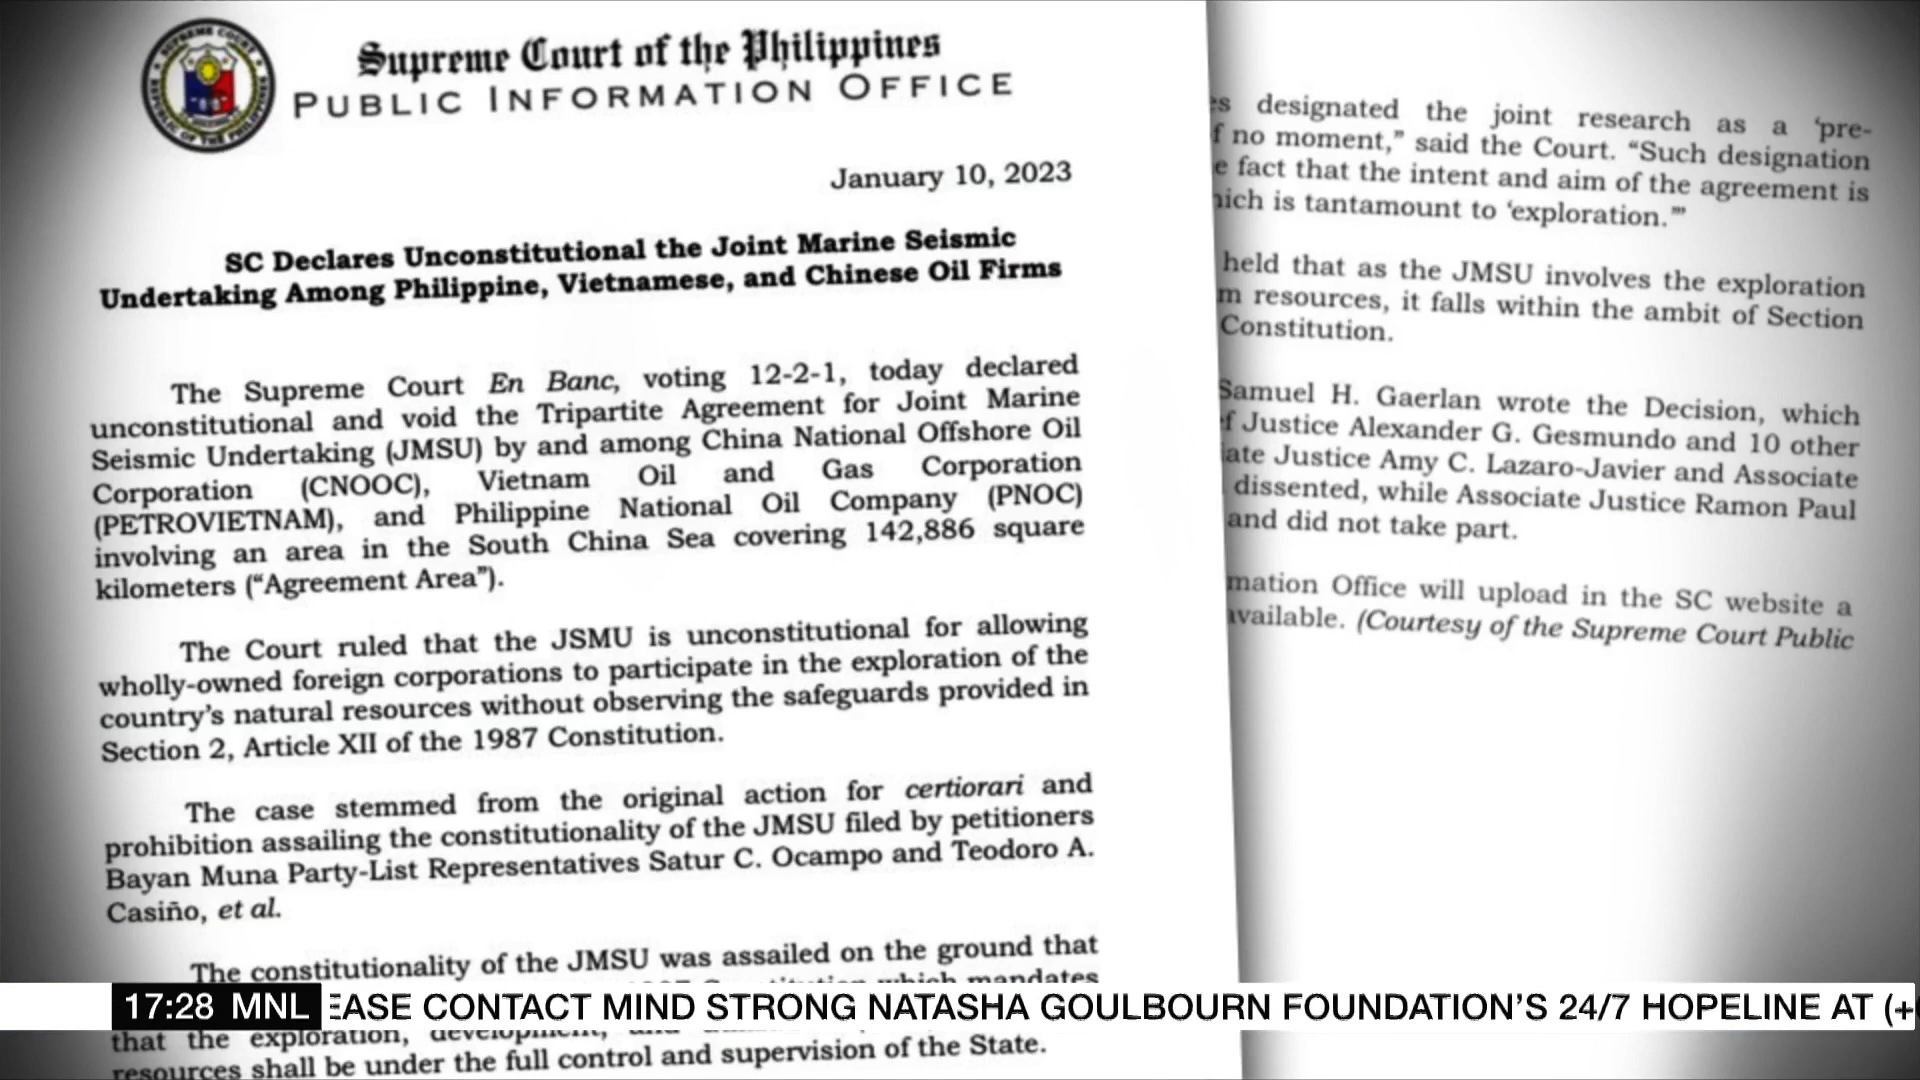 Supreme Court of the Philippines
PUBLIC INFORMATION OFFICE
January 10, 2023
SC Declares Unconstitutional the Joint Marine Seismic
Undertaking Among Philippine, Vietnamese, and Chinese Oil Firms
The Supreme Court En Banc, voting 12-2-1, today declared
unconstitutional and void the Tripartite Agreement for Joint Marine
Seismic Undertaking (JMSU) by and among China National Offshore Oil
Corporation (CNOOC), Vietnam Oil and Gas Corporation
(PETROVIETNAM), and Philippine National Oil Company (PNOC)
involving an area in the South China Sea covering 142,886 square
kilometers (“Agreement Area”).
The Court ruled that the JSMU is unconstitutional for allowing
wholly-owned foreign corporations to participate in the exploration of the
country’s natural resources without observing the safeguards provided in
Section 2, Article XII of the 1987 Constitution.
The case stemmed from the original action for certiorari and
prohibition assailing the constitutionality of the JMSU filed by petitioners
Bayan Muna Party-List Representatives Satur C. Ocampo and Teodoro A.
Casiño, et al.
The constitutionality of the JMSU was assailed on the ground that
which mandates
that the exploration, development, and
resources shall be under the full control and supervision of the State.
designated the joint research as a ‘pre-
no moment,” said the Court. “Such designation
fact that the intent and aim of the agreement is
is tantamount to ‘exploration.’”
held that as the JMSU involves the exploration
resources, it falls within the ambit of Section
Constitution.
Samuel H. Gaerlan wrote the Decision, which
Justice Alexander G. Gesmundo and 10 other
Justice Amy C. Lazaro-Javier and Associate
dissented, while Associate Justice Ramon Paul
and did not take part.
mation Office will upload in the SC website a
available. (Courtesy of the Supreme Court Public
17:28 MNL EASE CONTACT MIND STRONG NATASHA GOULBOURN FOUNDATION’S 24/7 HOPELINE AT (+